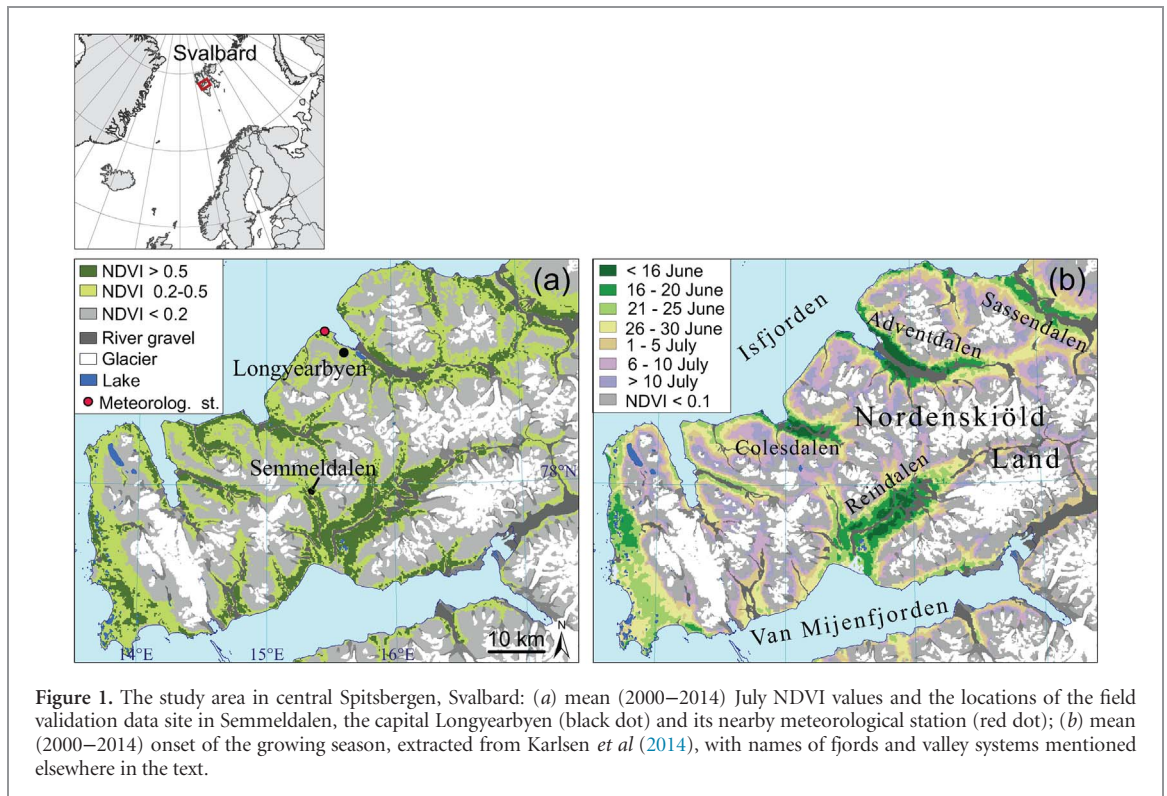 Svalbard
(a)
NDVI > 0.5
NDVI 0.2-0.5
NDVI < 0.2
River gravel
Glacier
Lake
Meteorolog. st.
Longyearbyen
Semmeldalen
78°N
14°E
15°E
16°E
10 km
N
(b)
< 16 June
16 - 20 June
21 - 25 June
26 - 30 June
1 - 5 July
6 - 10 July
> 10 July
NDVI < 0.1
Isfjorden
Adventdalen
Sassendalen
Nordenskiöld
Land
Colesdalen
Reindalen
Van Mijenfjorden
Figure 1. The study area in central Spitsbergen, Svalbard: (a) mean (2000−2014) July NDVI values and the locations of the field
validation data site in Semmeldalen, the capital Longyearbyen (black dot) and its nearby meteorological station (red dot); (b) mean
(2000−2014) onset of the growing season, extracted from Karlsen et al (2014), with names of fjords and valley systems mentioned
elsewhere in the text.